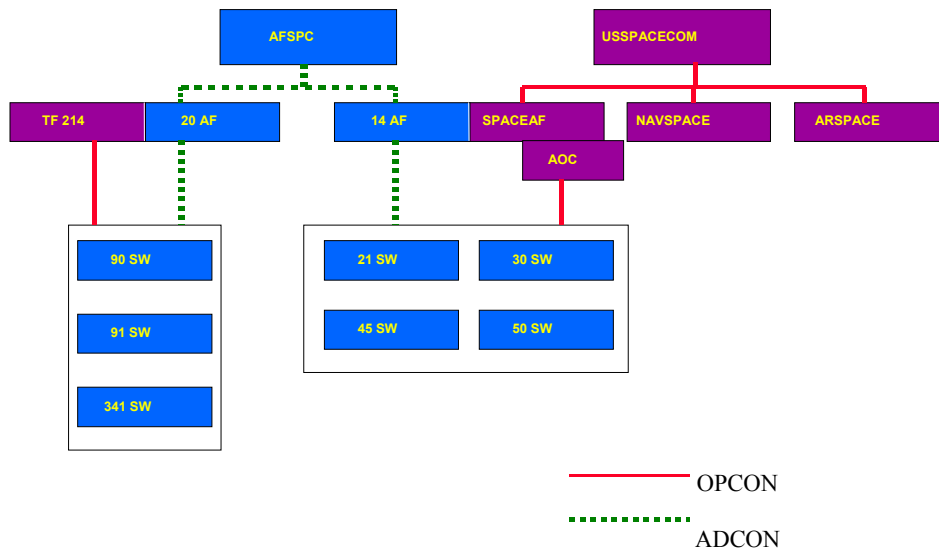 AFSPC
USSPACECOM
TF 214
20 AF
14 AF
SPACEAF
NAVSPACE
ARSPACE
AOC
90 SW
21 SW
30 SW
91 SW
45 SW
50 SW
341 SW
OPCON
ADCON